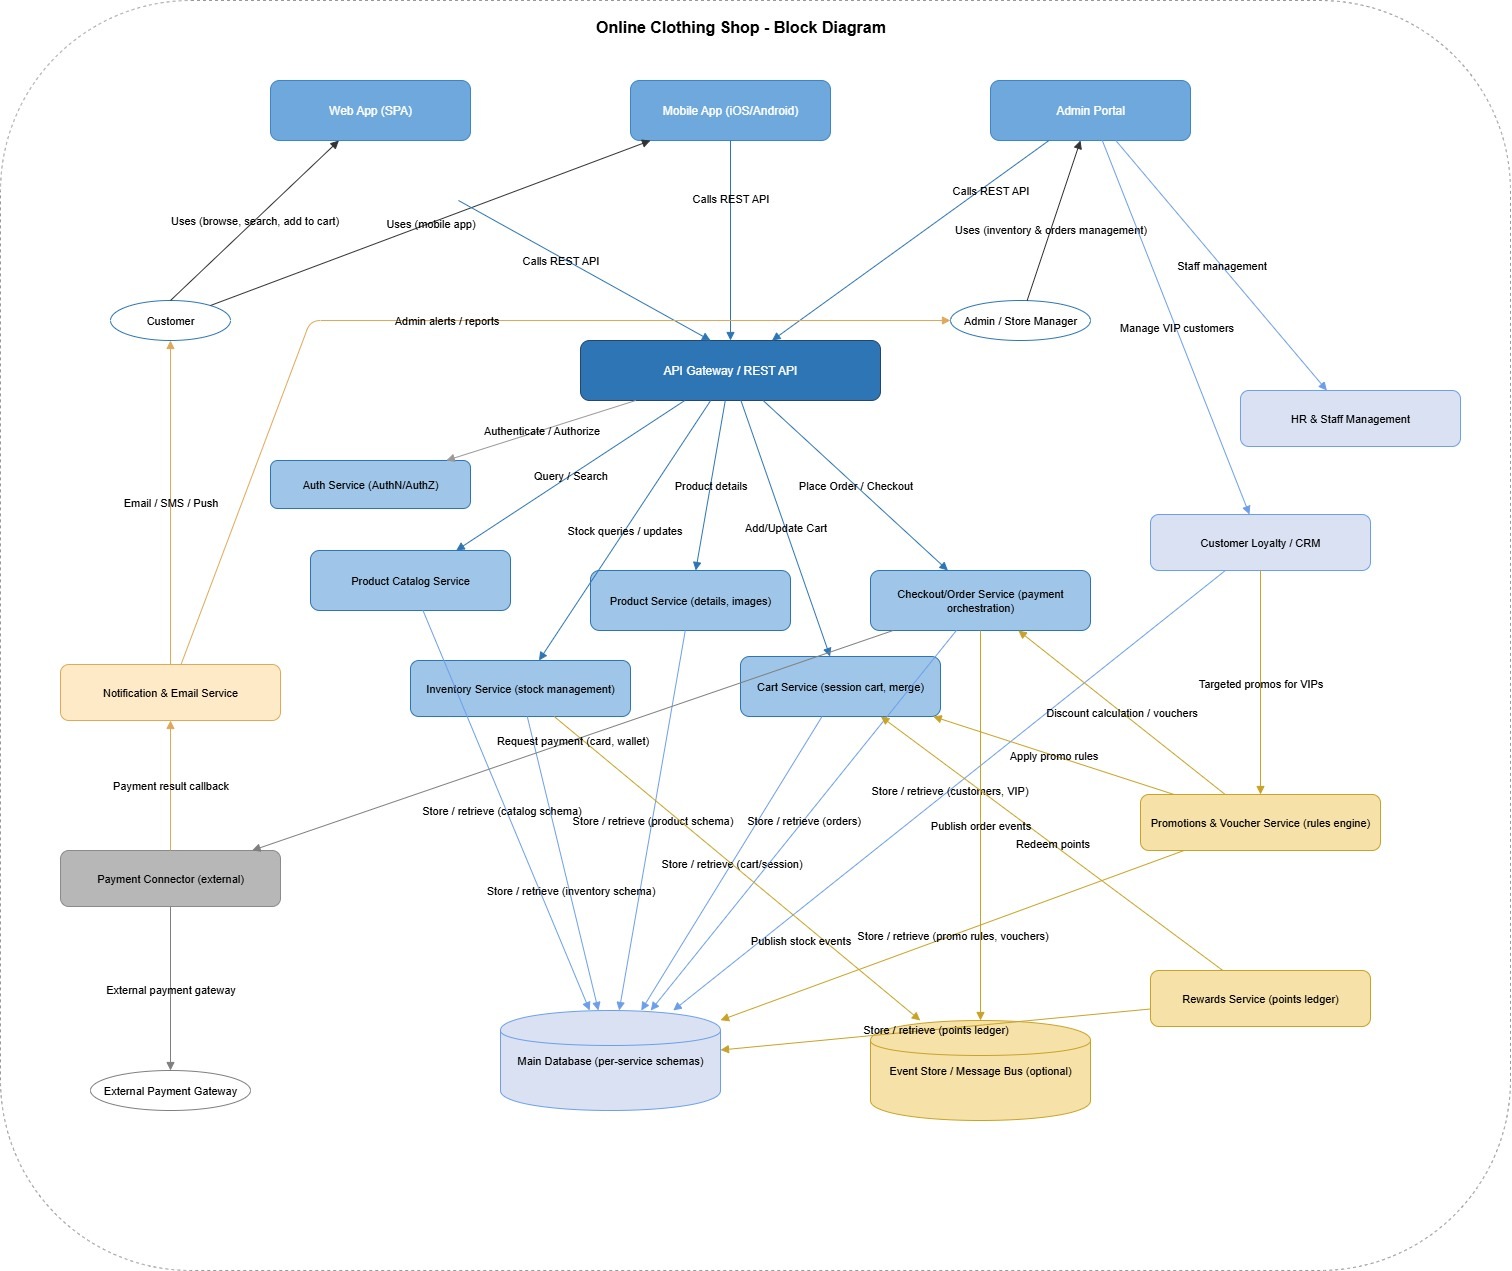 Online Clothing Shop - Block Diagram
Web App (SPA)
Mobile App (iOS/Android)
Admin Portal
Calls REST API
Calls REST API
Uses (browse, search, add to cart)
Uses (mobile app)
Uses (inventory & orders management)
Calls REST API
Staff management
Customer
Admin alerts / reports
Admin / Store Manager
Manage VIP customers
API Gateway / REST API
HR & Staff Management
Authenticate / Authorize
Auth Service (AuthN/AuthZ)
Query / Search
Product details
Place Order / Checkout
Email / SMS / Push
Stock queries / updates
Add/Update Cart
Customer Loyalty / CRM
Product Catalog Service
Product Service (details, images)
Checkout/Order Service (payment
orchestration)
Notification & Email Service
Inventory Service (stock management)
Cart Service (session cart, merge)
Targeted promos for VIPs
Discount calculation / vouchers
Request payment (card, wallet)
Apply promo rules
Payment result callback
Store / retrieve (customers, VIP)
Store / retrieve (catalog schema)
Store / retrieve (product schema)
Store / retrieve (orders)
Publish order events
Promotions & Voucher Service (rules engine)
Redeem points
Store / retrieve (cart/session)
Payment Connector (external)
Store / retrieve (inventory schema)
Publish stock events
Store / retrieve (promo rules, vouchers)
External payment gateway
Rewards Service (points ledger)
Store / retrieve (points ledger)
Main Database (per-service schemas)
Event Store / Message Bus (optional)
External Payment Gateway